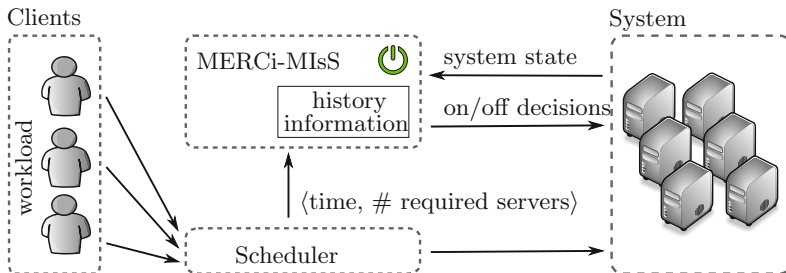 Clients
System
MERCi-MIsS
system state
history
information
on/off decisions
workload
⟨time, # required servers⟩
Scheduler